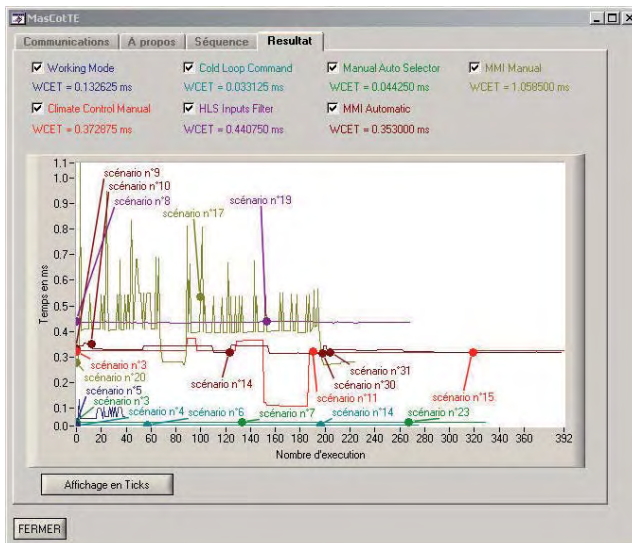 MasCotTE
Communications
A propos
Séquence
Resultat
Working Mode
Cold Loop Command
Manual Auto Selector
MMI Manual
WCET = 0.132625 ms
WCET = 0.033125 ms
WCET = 0.044250 ms
WCET = 1.058500 ms
Climate Control Manual
HLS Inputs Filter
MMI Automatic
WCET = 0.372875 ms
WCET = 0.440750 ms
WCET = 0.353000 ms
Temps en ms
1.1
1.0
0.9
0.8
0.7
0.6
0.5
0.4
0.3
0.2
0.1
0.0
scénario n°9
scénario n°10
scénario n°8
scénario n°17
scénario n°19
scénario n°3
scénario n°20
scénario n°5
scénario n°3
scénario n°4
scénario n°6
scénario n°14
scénario n°7
scénario n°11
scénario n°30
scénario n°31
scénario n°14
scénario n°15
scénario n°23
0 20 40 60 80 100 120 140 160 180 200 220 240 260 280 300 320 340 360 392
Nombre d'execution
Affichage en Ticks
FERMER